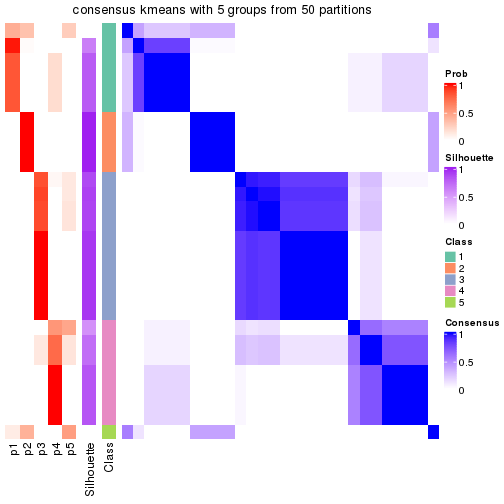 consensus kmeans with 5 groups from 50 partitions
Prob
1
0.5
0
Silhouette
1
0.5
0
Class
1
2
3
4
5
Consensus
1
0.5
0
p1
p2
p3
p4
p5
Silhouette
Class